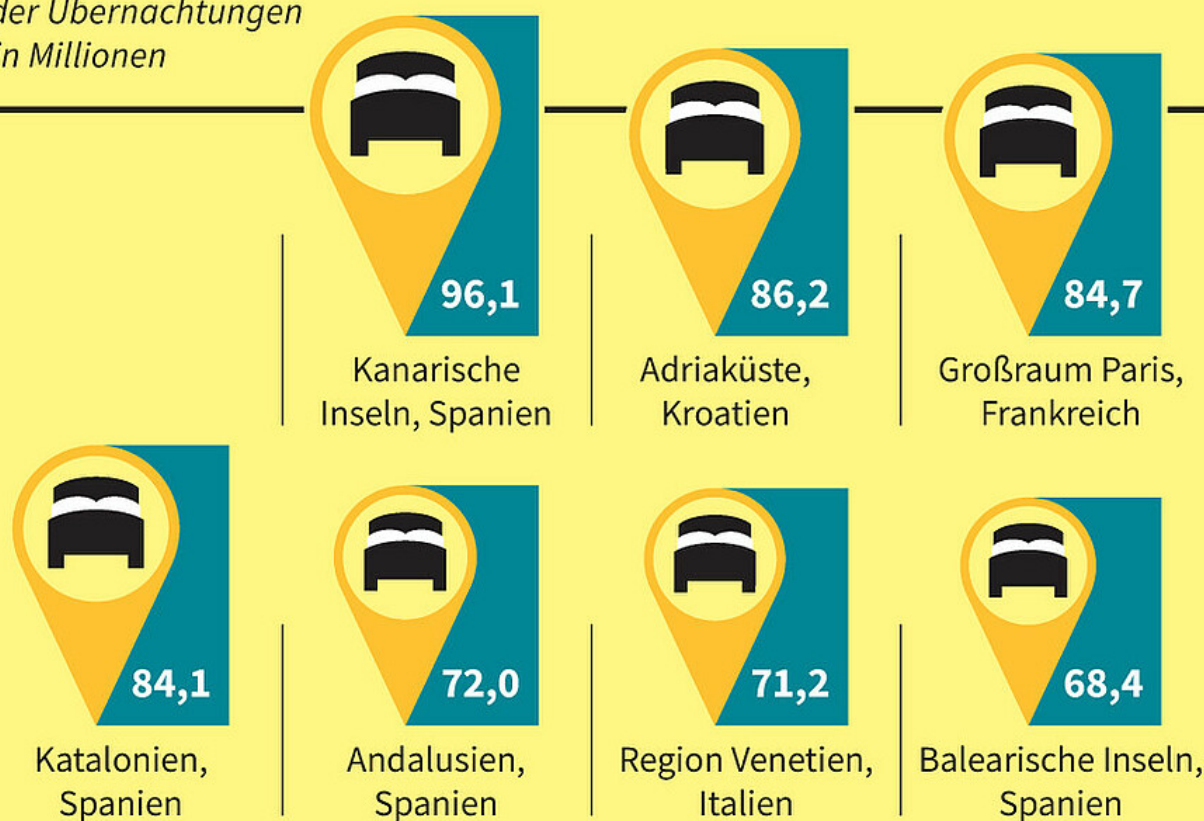 der Übernachtungen
in Millionen
96,1
Kanarische
Inseln, Spanien
86,2
Adriaküste,
Kroatien
84,7
Großraum Paris,
Frankreich
84,1
Katalonien,
Spanien
72,0
Andalusien,
Spanien
71,2
Region Venetien,
Italien
68,4
Balearische Inseln,
Spanien